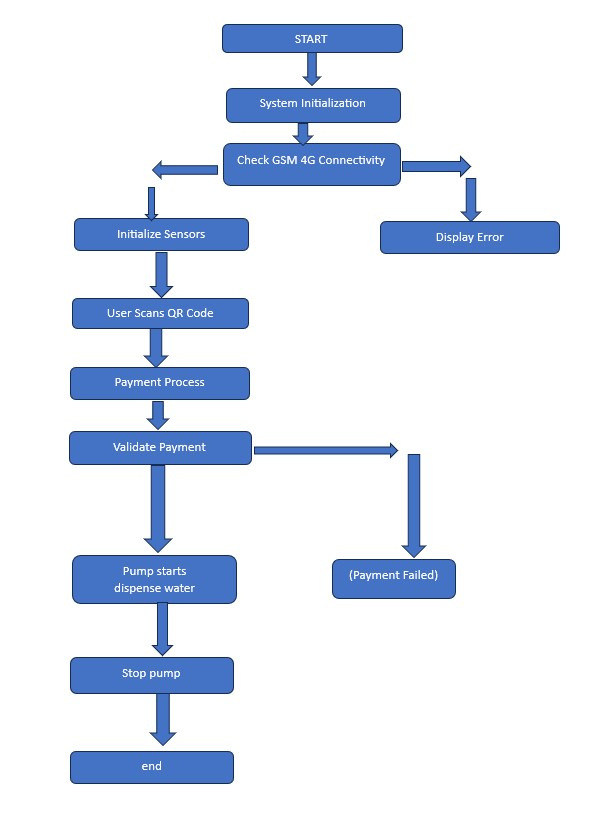 START
System Initialization
Check GSM 4G Connectivity
Initialize Sensors
Display Error
User Scans QR Code
Payment Process
Validate Payment
Pump starts
dispense water
(Payment Failed)
Stop pump
end